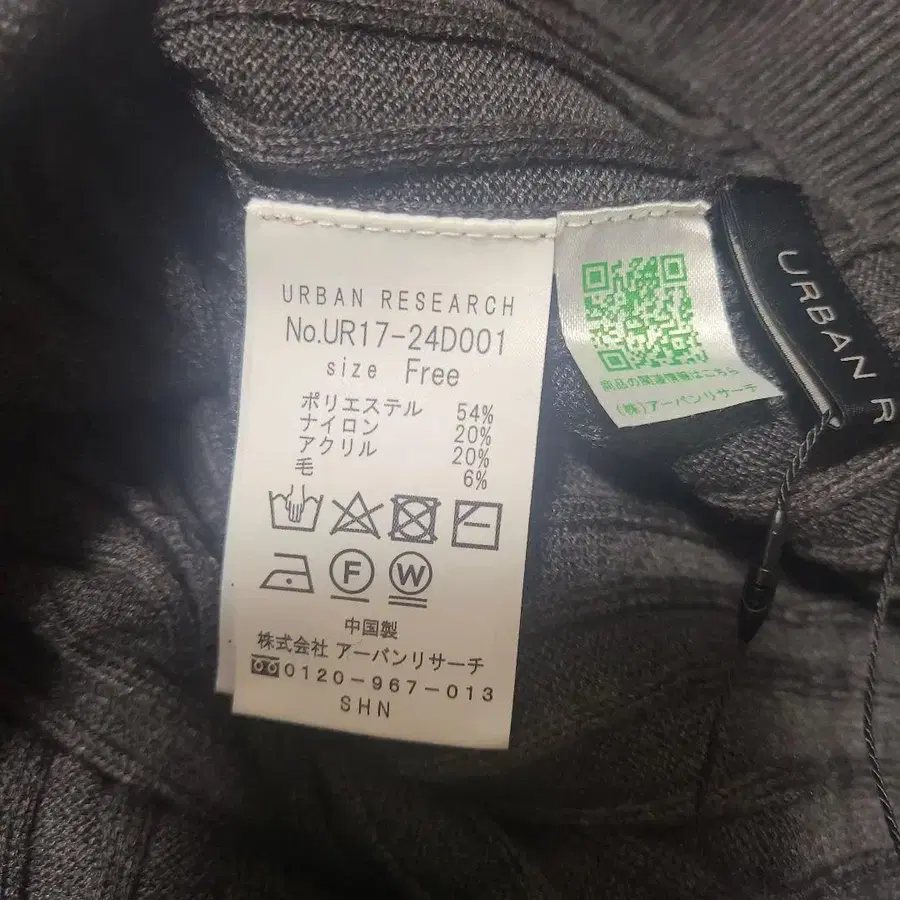 URBAN RESEARCH
No.UR17-24D001
size Free
ポリエステル 54%
ナイロン 20%
アクリル 20%
毛 6%
F W
中国製
株式会社 アーバンリサーチ
0120-967-013
SHN
商品の関連情報はこちら
(株)アーバンリサーチ
URBAN R